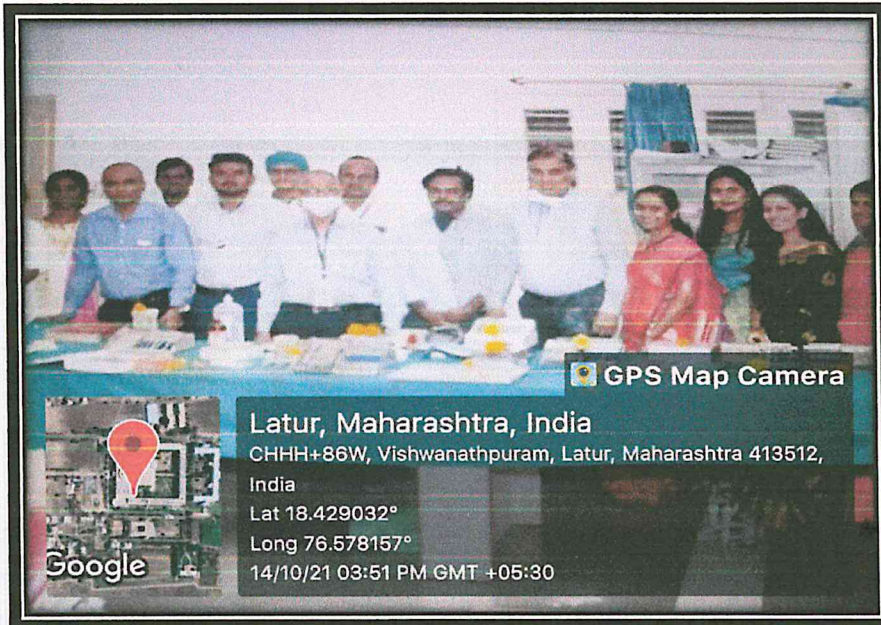 GPS Map Camera
Latur, Maharashtra, India
CHHH+86W, Vishwanathpuram, Latur, Maharashtra 413512,
India
Lat 18.429032°
Long 76.578157°
14/10/21 03:51 PM GMT +05:30
Google